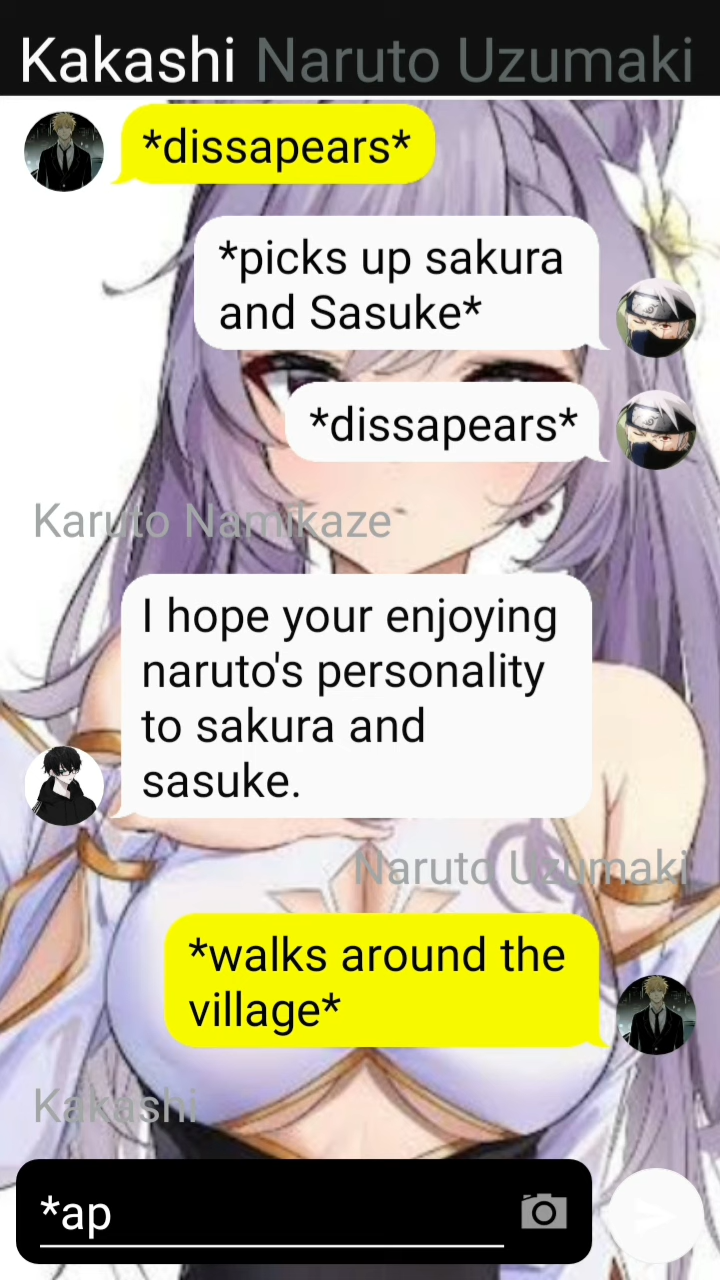 Kakashi Naruto Uzumaki
*dissapears*
*picks up sakura
and Sasuke*
*dissapears*
Karuto Namikaze
I hope your enjoying
naruto's personality
to sakura and
sasuke.
Naruto Uzumaki
*walks around the
village*
Kakashi
*ap